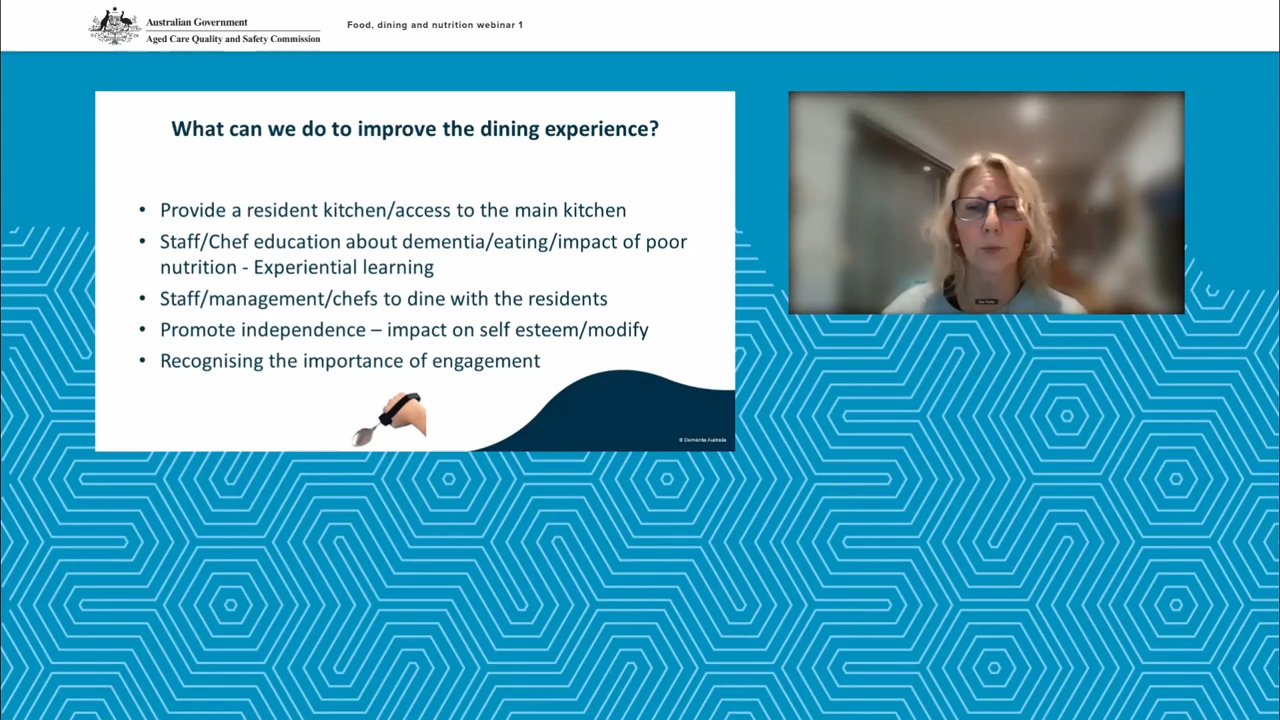 Australian Government
Aged Care Quality and Safety Commission
Food, dining and nutrition webinar 1
What can we do to improve the dining experience?
• Provide a resident kitchen/access to the main kitchen
• Staff/Chef education about dementia/eating/impact of poor
nutrition - Experiential learning
• Staff/management/chefs to dine with the residents
• Promote independence – impact on self esteem/modify
• Recognising the importance of engagement
© Dementia Australia